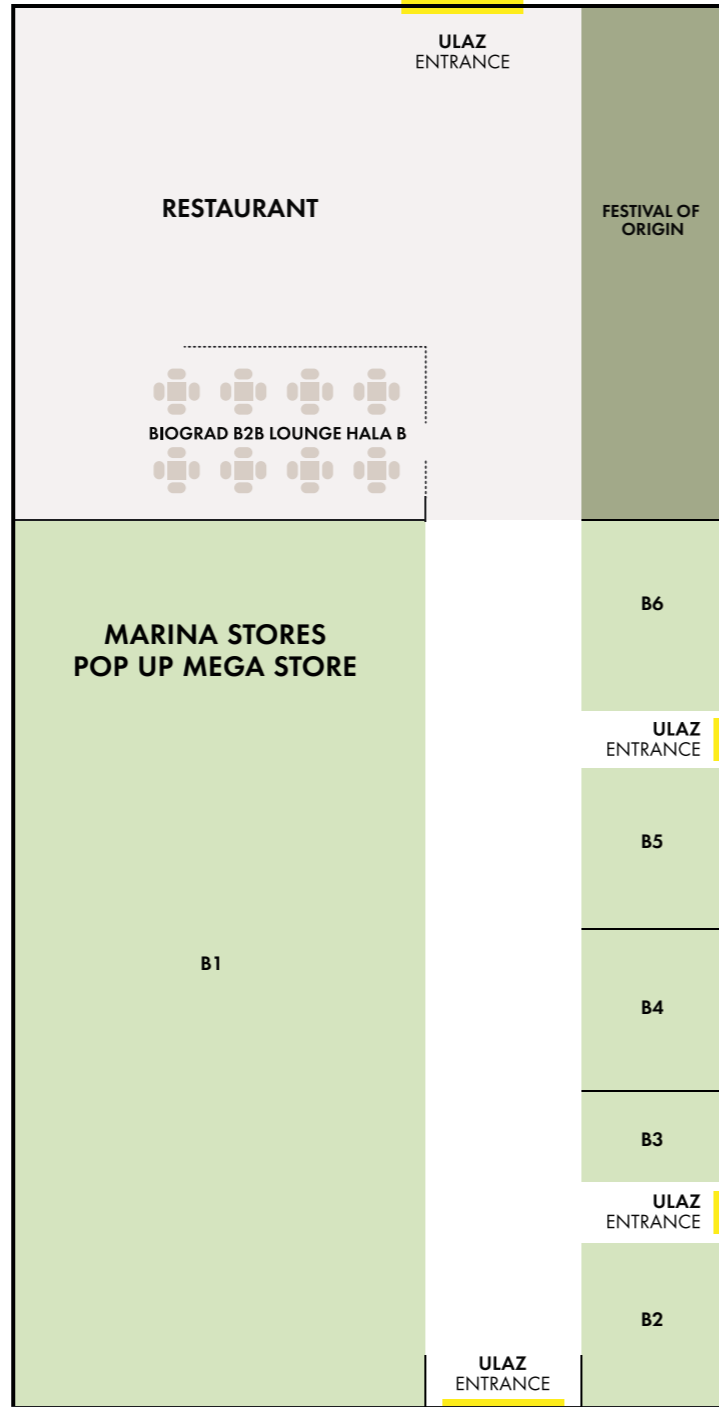 ULAZ
ENTRANCE
RESTAURANT
FESTIVAL OF
ORIGIN
BIOGRAD B2B LOUNGE HALA B
B6
MARINA STORES
POP UP MEGA STORE
ULAZ
ENTRANCE
B5
B1
B4
B3
ULAZ
ENTRANCE
B2
ULAZ
ENTRANCE